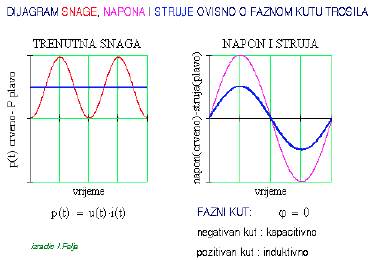 DIJAGRAM SNAGE, NAPONA I STRUJE OVISNO O FAZNOM KUTU TROŠILA
TRENUTNA SNAGA
p(t) crveno - P plavo
vrijeme
p(t) = u(t)·i(t)
izradio I.Felja
NAPON I STRUJA
napon(crveno)-struja(plavo)
vrijeme
FAZNI KUT: φ = 0
negativan kut : kapacitivno
pozitivan kut : induktivno